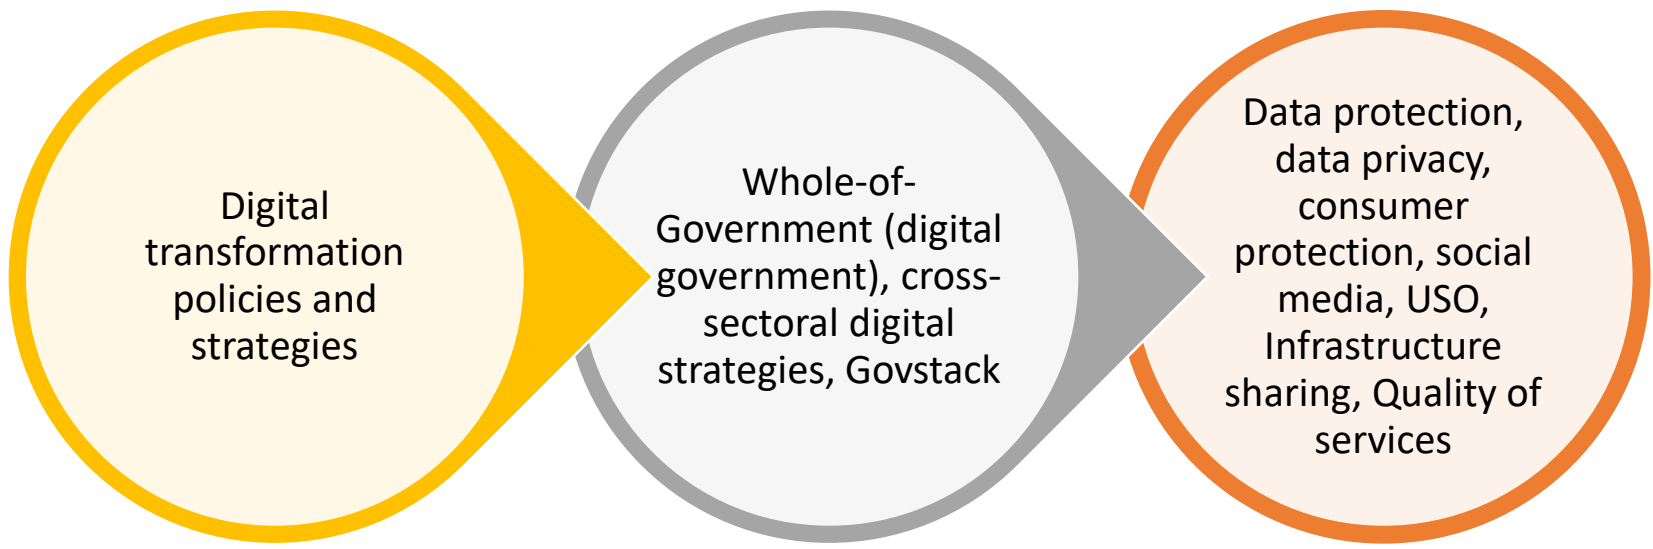 Digital
transformation
policies and
strategies
Whole-of-
Government (digital
government), cross-
sectoral digital
strategies, Govstack
Data protection,
data privacy,
consumer
protection, social
media, USO,
Infrastructure
sharing, Quality of
services